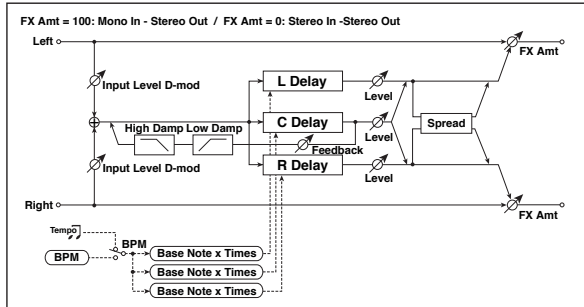 FX Amt = 100: Mono In - Stereo Out / FX Amt = 0: Stereo In -Stereo Out
Left
FX Amt
Input Level D-mod
L Delay
Level
High Damp Low Damp
C Delay
Level
Spread
Feedback
Input Level D-mod
R Delay
Level
Right
FX Amt
Tempo
BPM
BPM
Base Note x Times
Base Note x Times
Base Note x Times